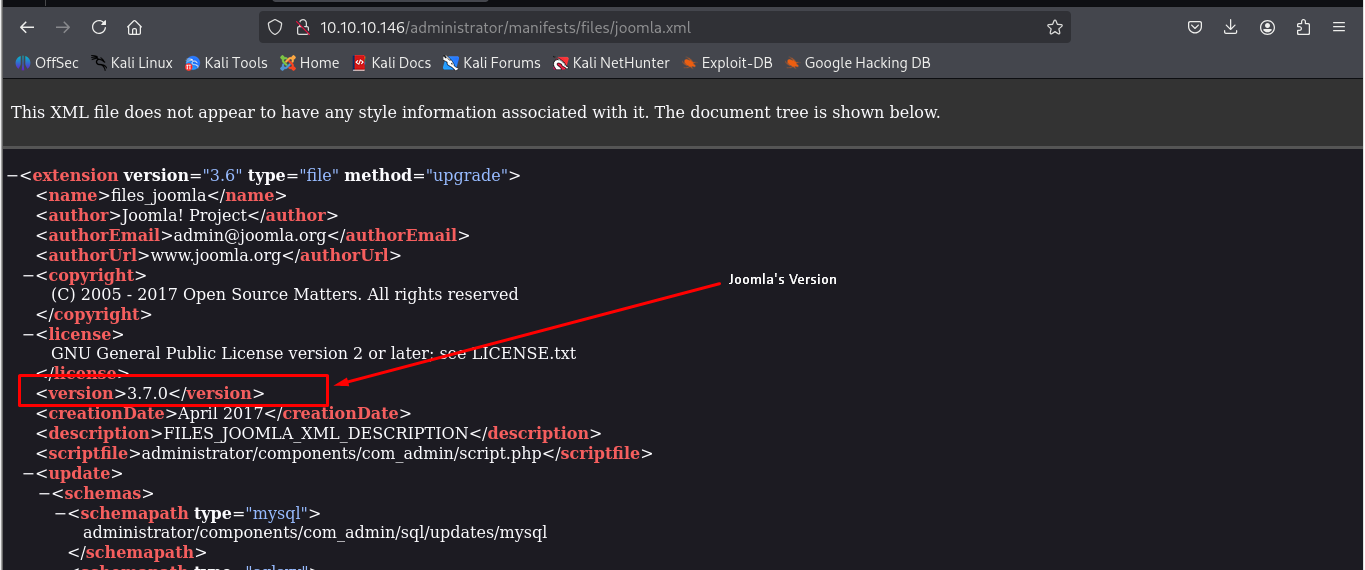 10.10.10.146/administrator/manifests/files/joomla.xml
OffSec Kali Linux Kali Tools Home Kali Docs Kali Forums Kali NetHunter Exploit-DB Google Hacking DB
This XML file does not appear to have any style information associated with it. The document tree is shown below.
−<extension version="3.6" type="file" method="upgrade">
<name>files_joomla</name>
<author>Joomla! Project</author>
<authorEmail>admin@joomla.org</authorEmail>
<authorUrl>www.joomla.org</authorUrl>
−<copyright>
(C) 2005 - 2017 Open Source Matters. All rights reserved
Joomla's Version
</copyright>
−<license>
GNU General Public License version 2 or later; see LICENSE.txt
</license>
<version>3.7.0</version>
<creationDate>April 2017</creationDate>
<description>FILES_JOOMLA_XML_DESCRIPTION</description>
<scriptfile>administrator/components/com_admin/script.php</scriptfile>
−<update>
−<schemas>
−<schemapath type="mysql">
administrator/components/com_admin/sql/updates/mysql
</schemapath>